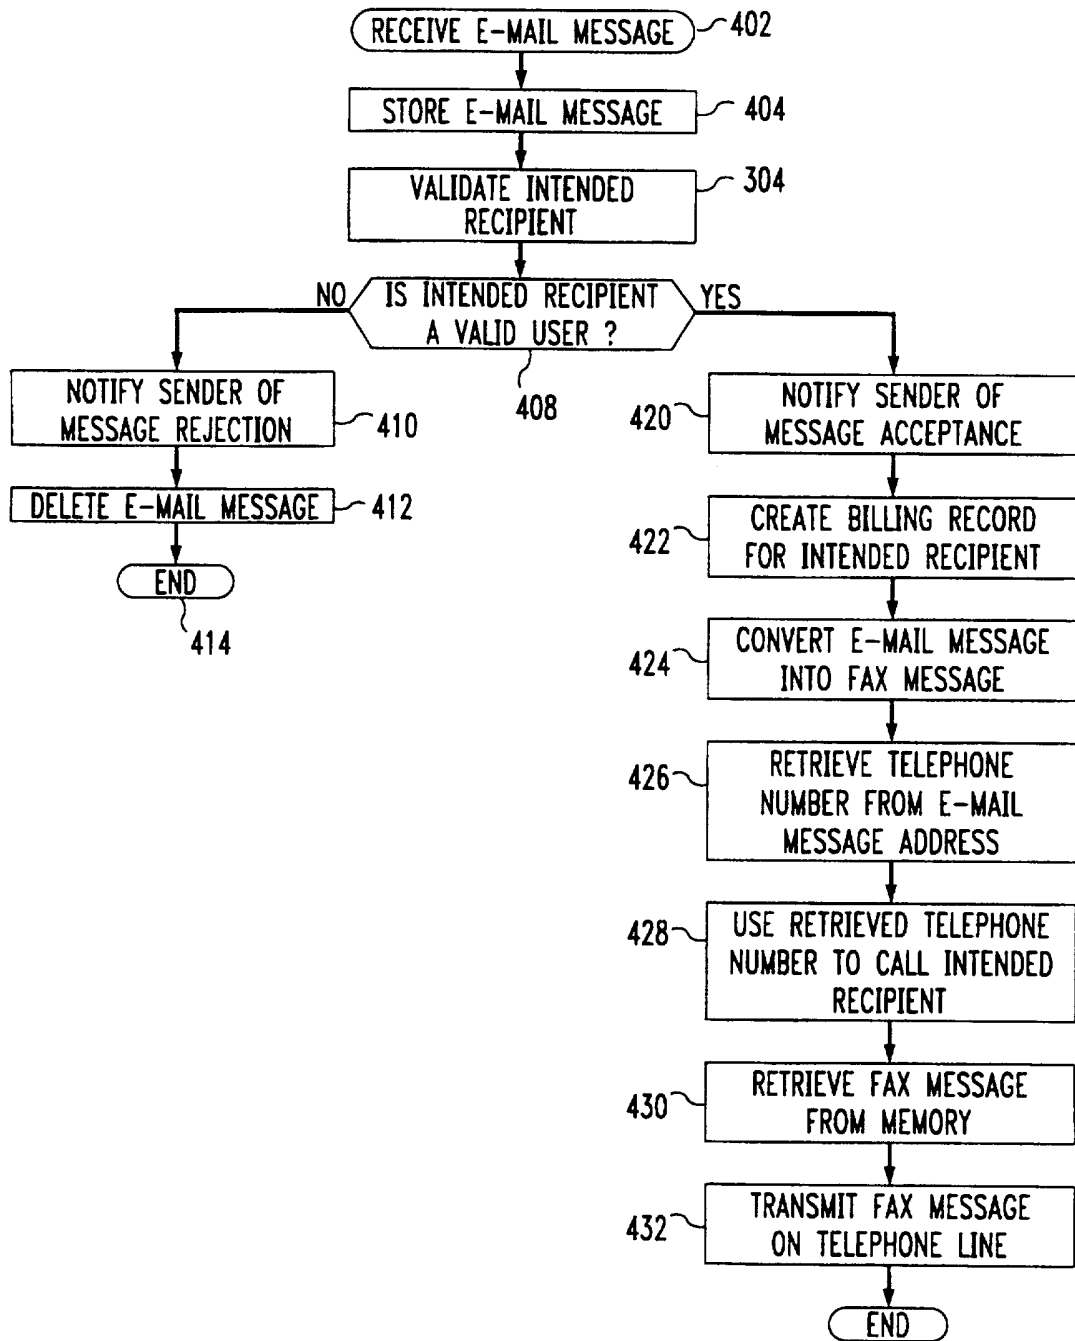 RECEIVE E-MAIL MESSAGE
402
STORE E-MAIL MESSAGE
404
VALIDATE INTENDED
RECIPIENT
304
IS INTENDED RECIPIENT
A VALID USER ?
408
NO
YES
NOTIFY SENDER OF
MESSAGE REJECTION
410
DELETE E-MAIL MESSAGE
412
END
414
NOTIFY SENDER OF
MESSAGE ACCEPTANCE
420
CREATE BILLING RECORD
FOR INTENDED RECIPIENT
422
CONVERT E-MAIL MESSAGE
INTO FAX MESSAGE
424
RETRIEVE TELEPHONE
NUMBER FROM E-MAIL
MESSAGE ADDRESS
426
USE RETRIEVED TELEPHONE
NUMBER TO CALL INTENDED
RECIPIENT
428
RETRIEVE FAX MESSAGE
FROM MEMORY
430
TRANSMIT FAX MESSAGE
ON TELEPHONE LINE
432
END